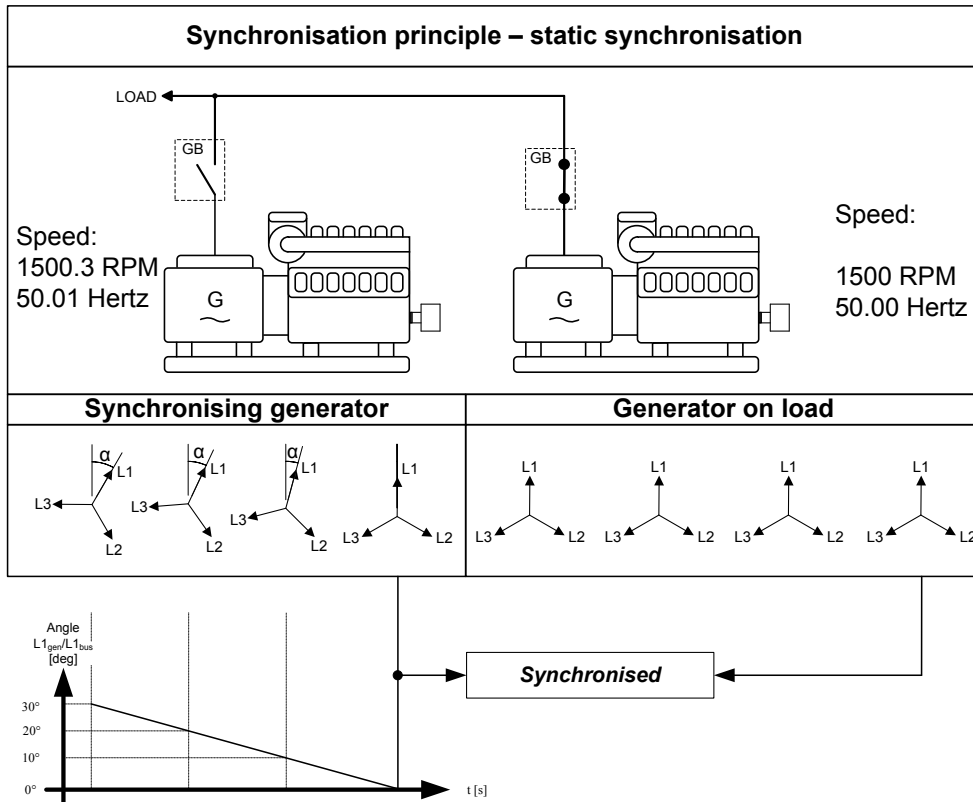 Synchronisation principle – static synchronisation
LOAD
GB
GB
Speed:
1500.3 RPM
50.01 Hertz
G
G
Speed:
1500 RPM
50.00 Hertz
Synchronising generator
Generator on load
α
L1
L3
L2
α
L1
L3
L2
α
L1
L3
L2
L1
L3
L2
L1
L3
L2
L1
L3
L2
L1
L3
L2
L1
L3
L2
Angle
L1gen/L1bus
[deg]
30°
20°
10°
0°
t [s]
Synchronised